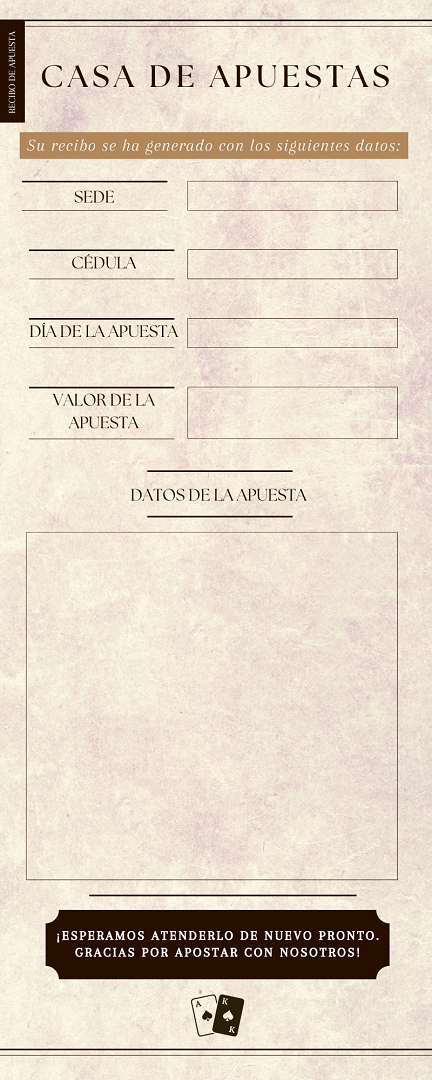 RECIBO DE APUESTA
CASA DE APUESTAS
Su recibo se ha generado con los siguientes datos:
SEDE
CÉDULA
DÍA DE LA APUESTA
VALOR DE LA
APUESTA
DATOS DE LA APUESTA
¡ESPERAMOS ATENDERLO DE NUEVO PRONTO.
GRACIAS POR APOSTAR CON NOSOTROS!
A
K
K